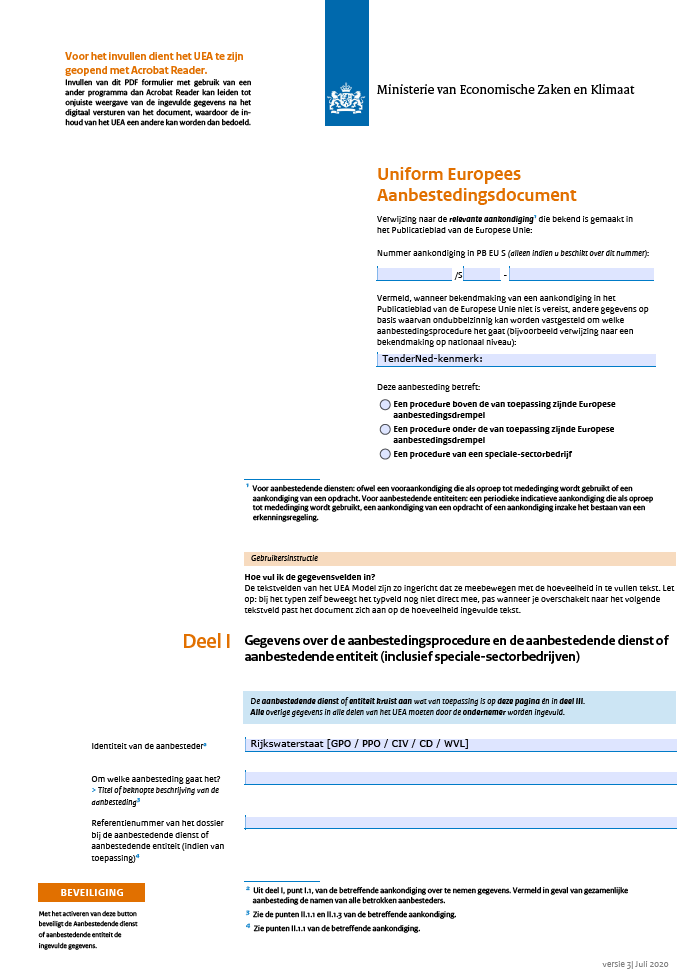 Voor het invullen dient het UEA te zijn
geopend met Acrobat Reader.
Invullen van dit PDF formulier met gebruik van een
ander programma dan Acrobat Reader kan leiden tot
onjuiste weergave van de ingevulde gegevens na het
digitaal versturen van het document, waardoor de in-
houd van het UEA een andere kan worden dan bedoeld.
Ministerie van Economische Zaken en Klimaat
Uniform Europees
Aanbestedingsdocument
Verwijzing naar de relevante aankondiging¹ die bekend is gemaakt in
het Publicatieblad van de Europese Unie:
Nummer aankondiging in PB EU S (alleen indien u beschikt over dit nummer):
/S -
Vermeld, wanneer bekendmaking van een aankondiging in het
Publicatieblad van de Europese Unie niet is vereist, andere gegevens op
basis waarvan ondubbelzinnig kan worden vastgesteld om welke
aanbestedingsprocedure het gaat (bijvoorbeeld verwijzing naar een
bekendmaking op nationaal niveau):
TenderNed-kenmerk:
Deze aanbesteding betreft:
Een procedure boven de van toepassing zijnde Europese
aanbestedingsdrempel
Een procedure onder de van toepassing zijnde Europese
aanbestedingsdrempel
Een procedure van een speciale-sectorbedrijf
¹ Voor aanbestedende diensten: ofwel een vooraankondiging die als oproep tot mededinging wordt gebruikt of een
aankondiging van een opdracht. Voor aanbestedende entiteiten: een periodieke indicatieve aankondiging die als oproep
tot mededinging wordt gebruikt, een aankondiging van een opdracht of een aankondiging inzake het bestaan van een
erkenningsregeling.
Gebruikersinstructie
Hoe vul ik de gegevensvelden in?
De tekstvelden van het UEA Model zijn zo ingericht dat ze meebewegen met de hoeveelheid in te vullen tekst. Let
op: bij het typen zelf beweegt het typveld nog niet direct mee, pas wanneer je overschakelt naar het volgende
tekstveld past het document zich aan op de hoeveelheid ingevulde tekst.
Deel I
Gegevens over de aanbestedingsprocedure en de aanbestedende dienst of
aanbestedende entiteit (inclusief speciale-sectorbedrijven)
De aanbestedende dienst of entiteit kruist aan wat van toepassing is op deze pagina én in deel III.
Alle overige gegevens in alle delen van het UEA moeten door de ondernemer worden ingevuld.
Identiteit van de aanbesteder²
Rijkswaterstaat [GPO / PPO / CIV / CD / WVL]
Om welke aanbesteding gaat het?
> Titel of beknopte beschrijving van de
aanbesteding³
Referentienummer van het dossier
bij de aanbestedende dienst of
aanbestedende entiteit (indien van
toepassing)⁴
BEVEILIGING
Met het activeren van deze button
beveiligt de Aanbestedende dienst
of aanbestedende entiteit de
ingevulde gegevens.
² Uit deel I, punt I.1, van de betreffende aankondiging over te nemen gegevens. Vermeld in geval van gezamenlijke
aanbesteding de namen van alle betrokken aanbesteders.
³ Zie de punten II.1.1 en II.1.3 van de betreffende aankondiging.
⁴ Zie punten II.1.1 van de betreffende aankondiging.
versie 3| Juli 2020